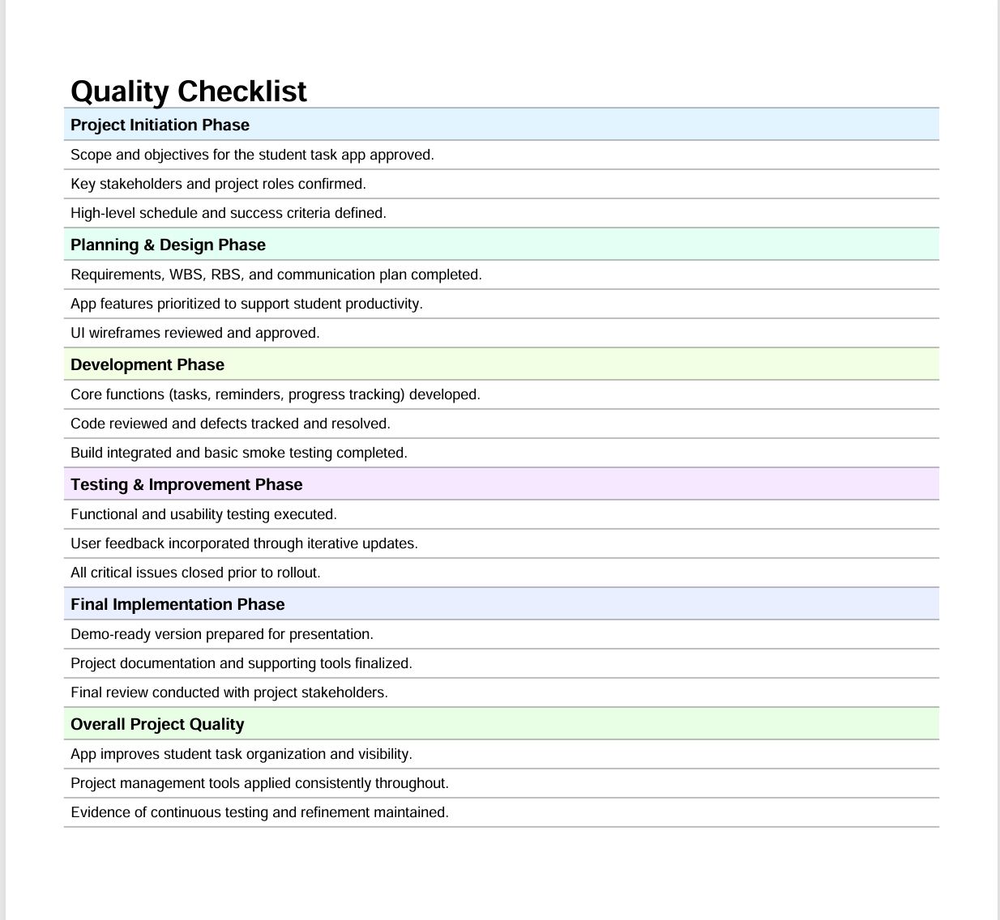 Quality Checklist
Project Initiation Phase
Scope and objectives for the student task app approved.
Key stakeholders and project roles confirmed.
High-level schedule and success criteria defined.
Planning & Design Phase
Requirements, WBS, RBS, and communication plan completed.
App features prioritized to support student productivity.
UI wireframes reviewed and approved.
Development Phase
Core functions (tasks, reminders, progress tracking) developed.
Code reviewed and defects tracked and resolved.
Build integrated and basic smoke testing completed.
Testing & Improvement Phase
Functional and usability testing executed.
User feedback incorporated through iterative updates.
All critical issues closed prior to rollout.
Final Implementation Phase
Demo-ready version prepared for presentation.
Project documentation and supporting tools finalized.
Final review conducted with project stakeholders.
Overall Project Quality
App improves student task organization and visibility.
Project management tools applied consistently throughout.
Evidence of continuous testing and refinement maintained.